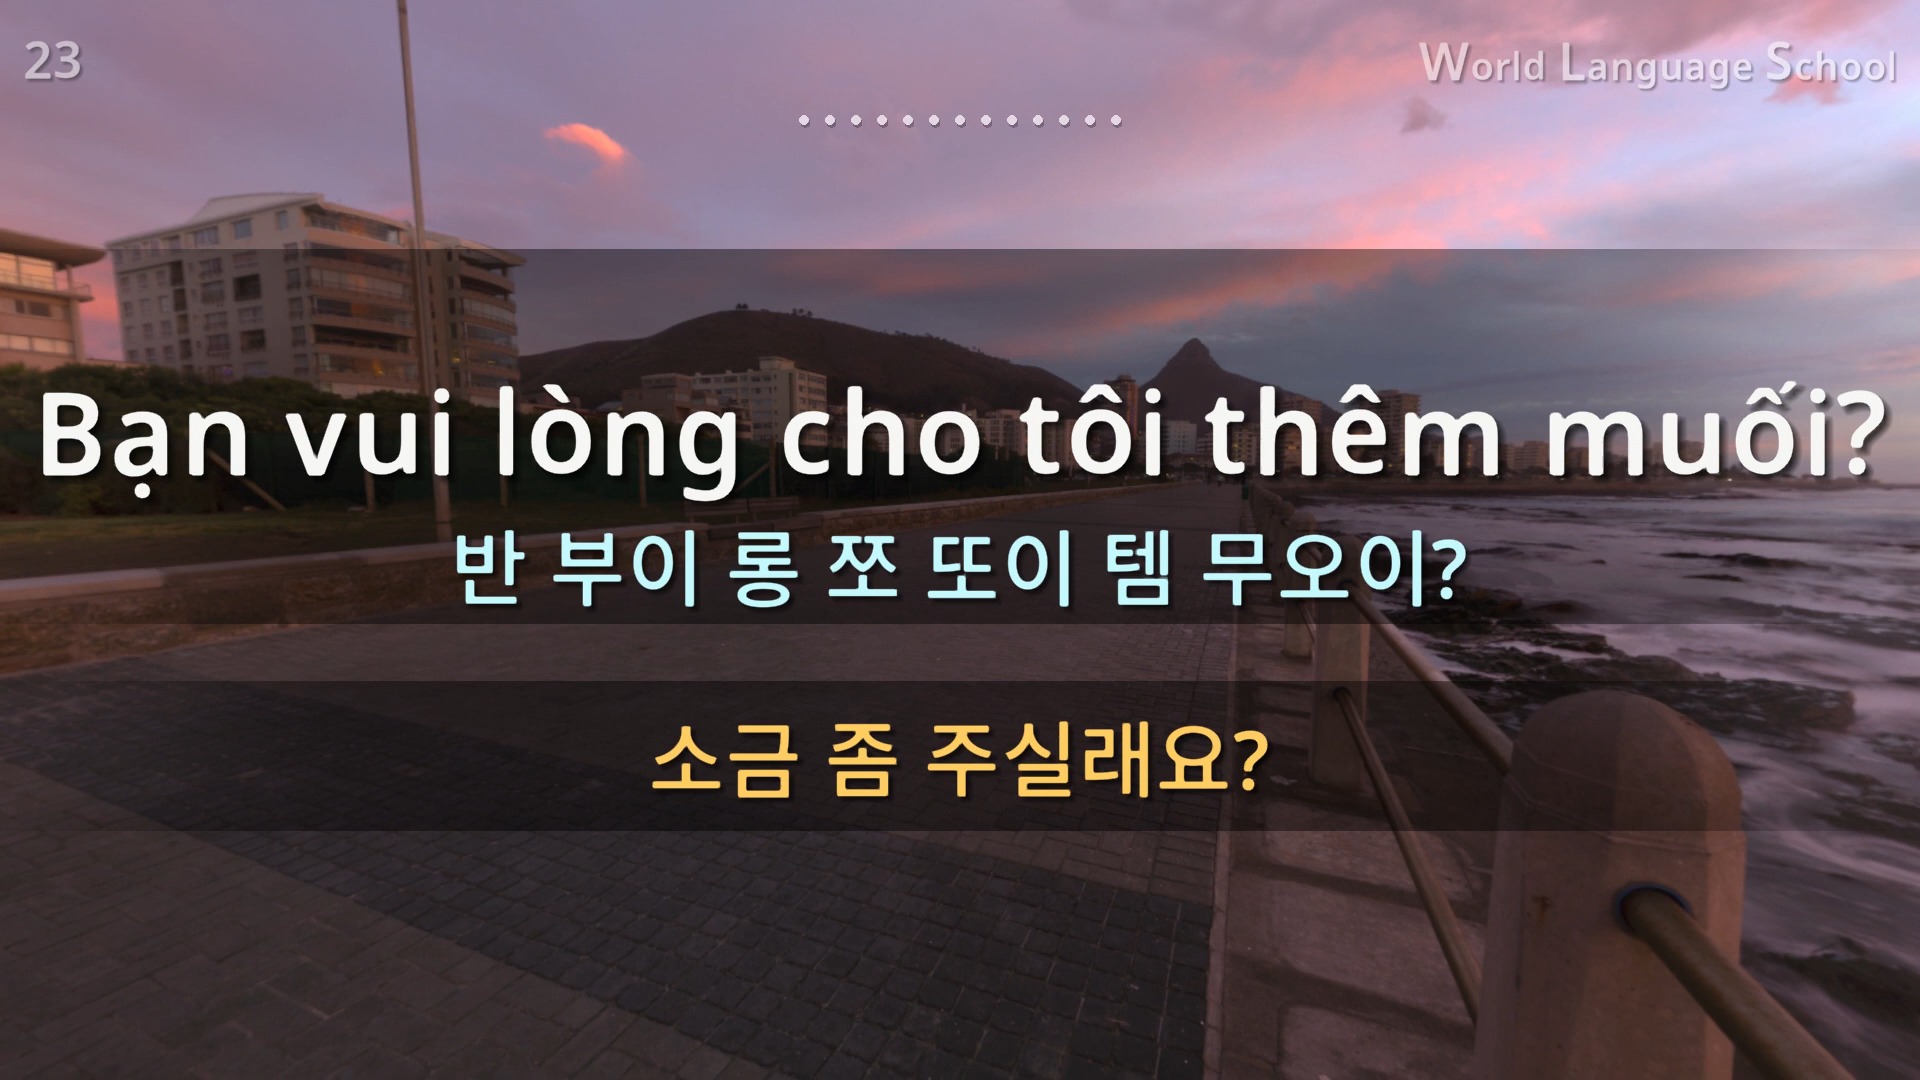 23
World Language School
Bạn vui lòng cho tôi thêm muối?
반 부이 롱 쪼 또이 템 무오이?
소금 좀 주실래요?